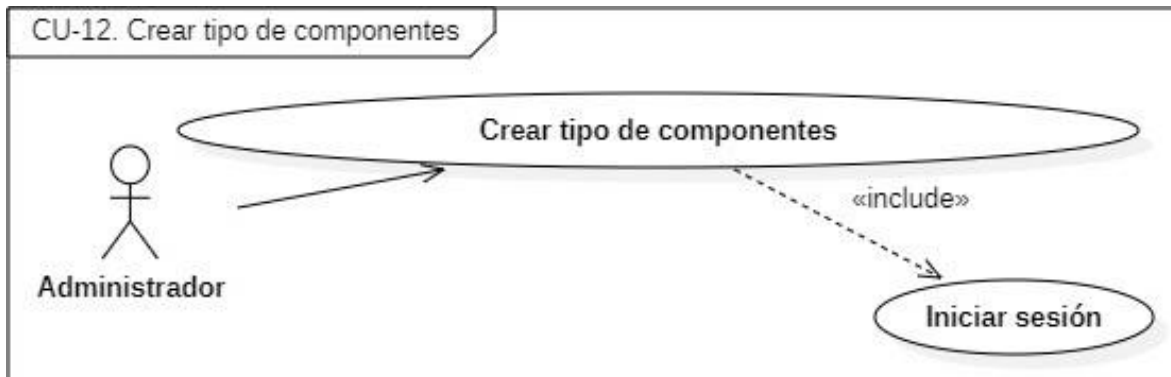 CU-12. Crear tipo de componentes
Crear tipo de componentes
«include»
Administrador
Iniciar sesión